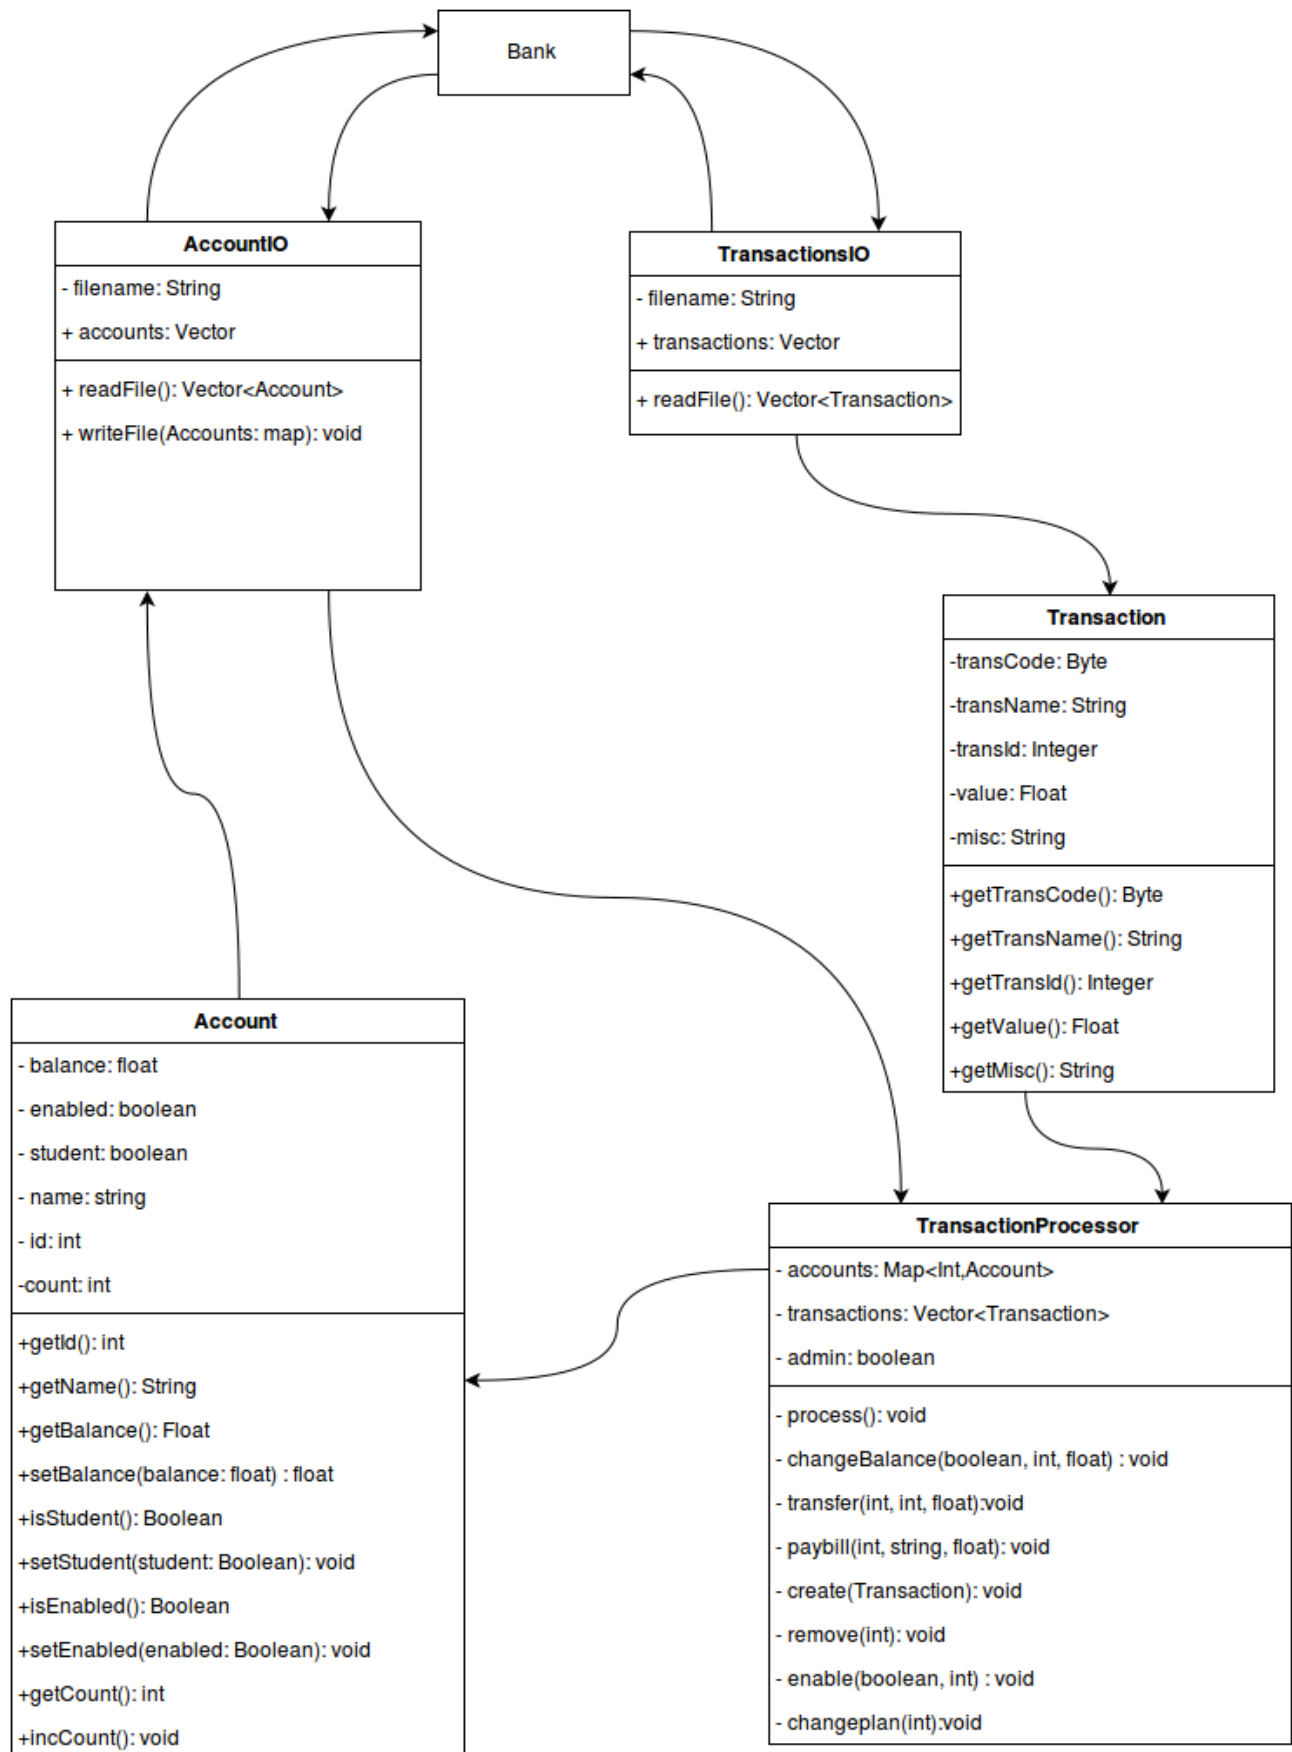 Bank
AccountIO
- filename: String
+ accounts: Vector
+ readFile(): Vector<Account>
+ writeFile(Accounts: map): void
TransactionsIO
- filename: String
+ transactions: Vector
+ readFile(): Vector<Transaction>
Transaction
-transCode: Byte
-transName: String
-transId: Integer
-value: Float
-misc: String
+getTransCode(): Byte
+getTransName(): String
+getTransId(): Integer
+getValue(): Float
+getMisc(): String
Account
- balance: float
- enabled: boolean
- student: boolean
- name: string
- id: int
-count: int
+getId(): int
+getName(): String
+getBalance(): Float
+setBalance(balance: float) : float
+isStudent(): Boolean
+setStudent(student: Boolean): void
+isEnabled(): Boolean
+setEnabled(enabled: Boolean): void
+getCount(): int
+incCount(): void
TransactionProcessor
- accounts: Map<Int,Account>
- transactions: Vector<Transaction>
- admin: boolean
- process(): void
- changeBalance(boolean, int, float) : void
- transfer(int, int, float):void
- paybill(int, string, float): void
- create(Transaction): void
- remove(int): void
- enable(boolean, int) : void
- changeplan(int):void